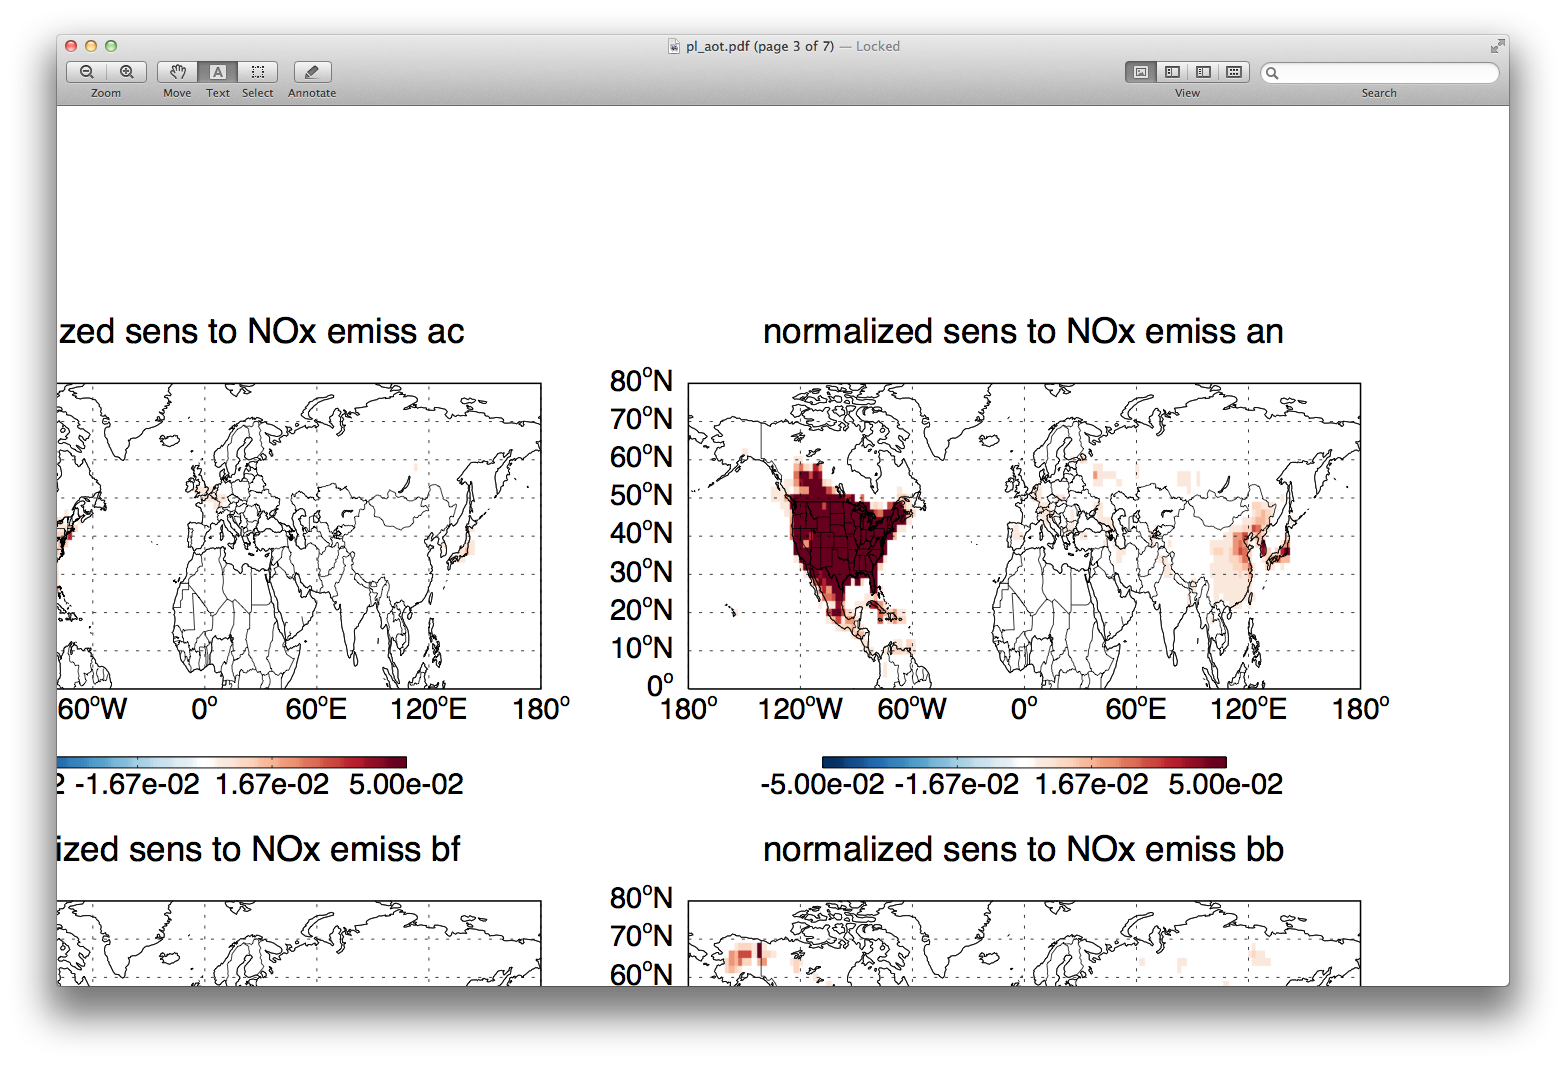 pl_aot.pdf (page 3 of 7) — Locked
A
Zoom Move Text Select Annotate View Search
zed sens to NOx emiss ac
normalized sens to NOx emiss an
80°N
70°N
60°N
50°N
40°N
30°N
20°N
10°N
0°
60°W 0° 60°E 120°E 180°
180° 120°W 60°W 0° 60°E 120°E 180°
2 -1.67e-02 1.67e-02 5.00e-02
-5.00e-02 -1.67e-02 1.67e-02 5.00e-02
ized sens to NOx emiss bf
normalized sens to NOx emiss bb
80°N
70°N
60°N